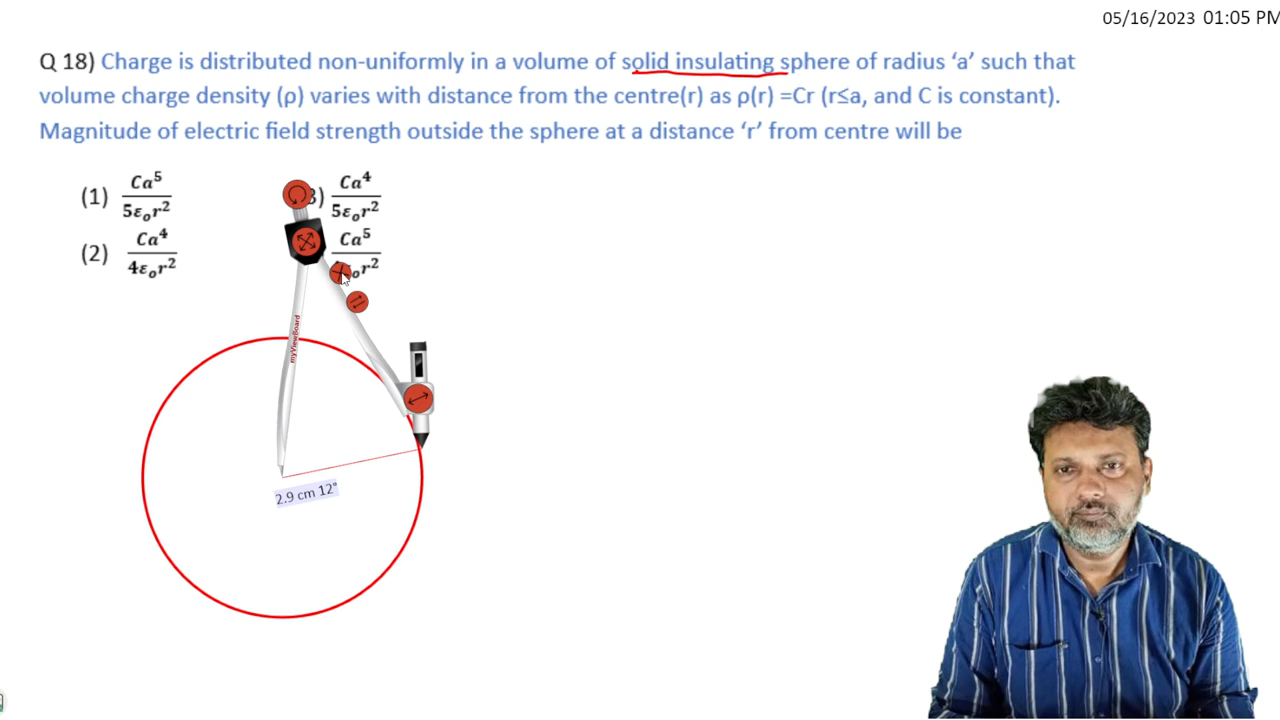 05/16/2023 01:05 PM
Q 18) Charge is distributed non-uniformly in a volume of solid insulating sphere of radius ‘a’ such that
volume charge density (ρ) varies with distance from the centre(r) as ρ(r) =Cr (r≤a, and C is constant).
Magnitude of electric field strength outside the sphere at a distance ‘r’ from centre will be
(1) Ca⁵/5ε₀r² 3) Ca⁴/5ε₀r²
(2) Ca⁴/4ε₀r² Ca⁵/ ₀r²
myViewBoard
2.9 cm 12°